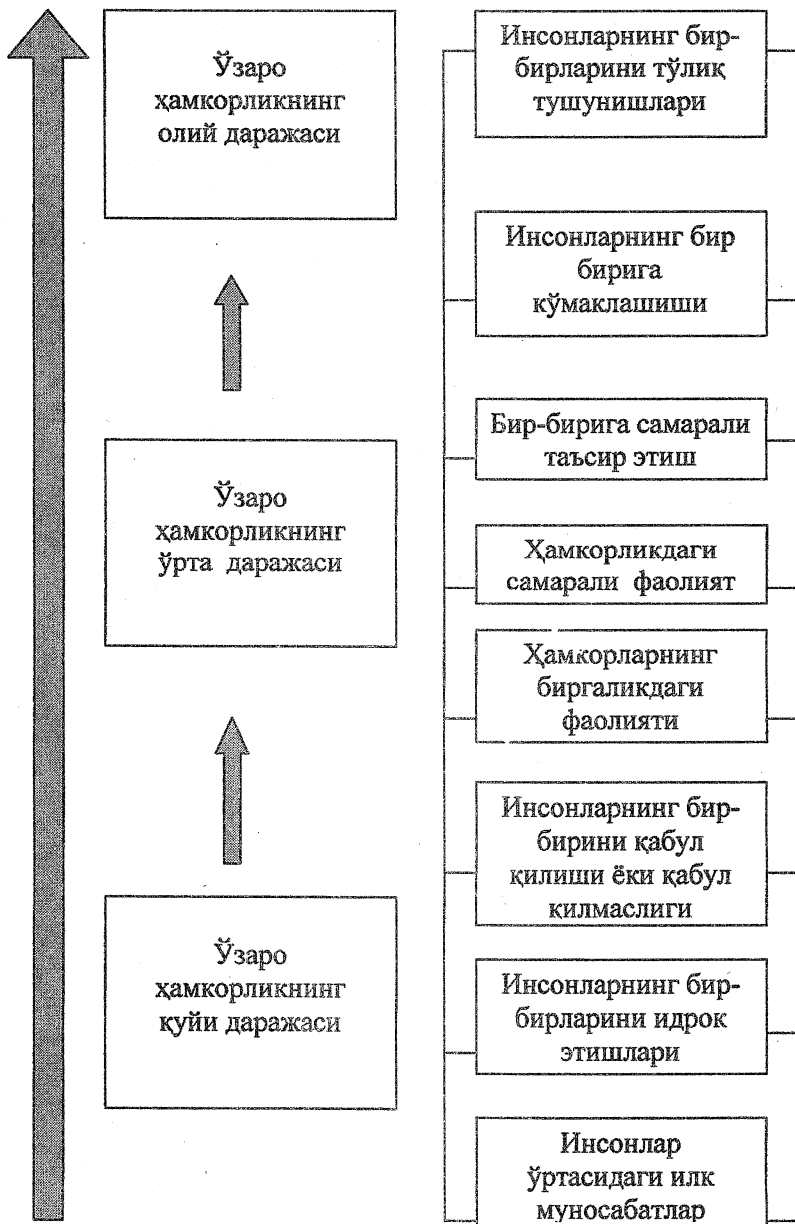 Ўзаро
ҳамкорликнинг
олий даражаси
Ўзаро
ҳамкорликнинг
ўрта даражаси
Ўзаро
ҳамкорликнинг
қуйи даражаси
Инсонларнинг бир-
бирларини тўлиқ
тушунишлари
Инсонларнинг бир
бирига
кўмаклашиши
Бир-бирига самарали
таъсир этиш
Ҳамкорликдаги
самарали фаолият
Ҳамкорларнинг
биргаликдаги
фаолияти
Инсонларнинг бир-
бирини қабул
қилиши ёки қабул
қилмаслиги
Инсонларнинг бир-
бирларини идрок
этишлари
Инсонлар
ўртасидаги илк
муносабатлар